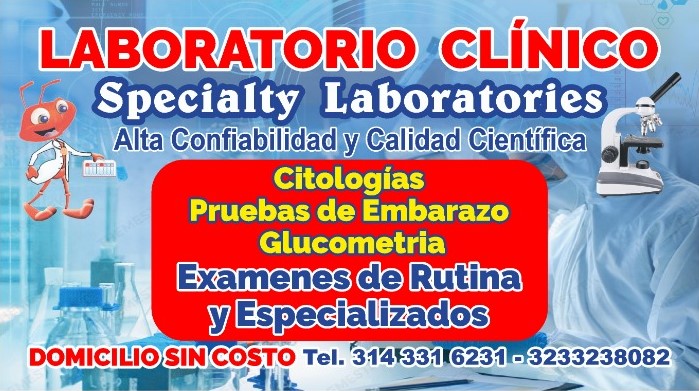 LABORATORIO CLÍNICO
Specialty Laboratories
Alta Confiabilidad y Calidad Científica
Citologías
Pruebas de Embarazo
Glucometria
Examenes de Rutina
y Especializados
DOMICILIO SIN COSTO Tel. 314 331 6231 - 3233238082